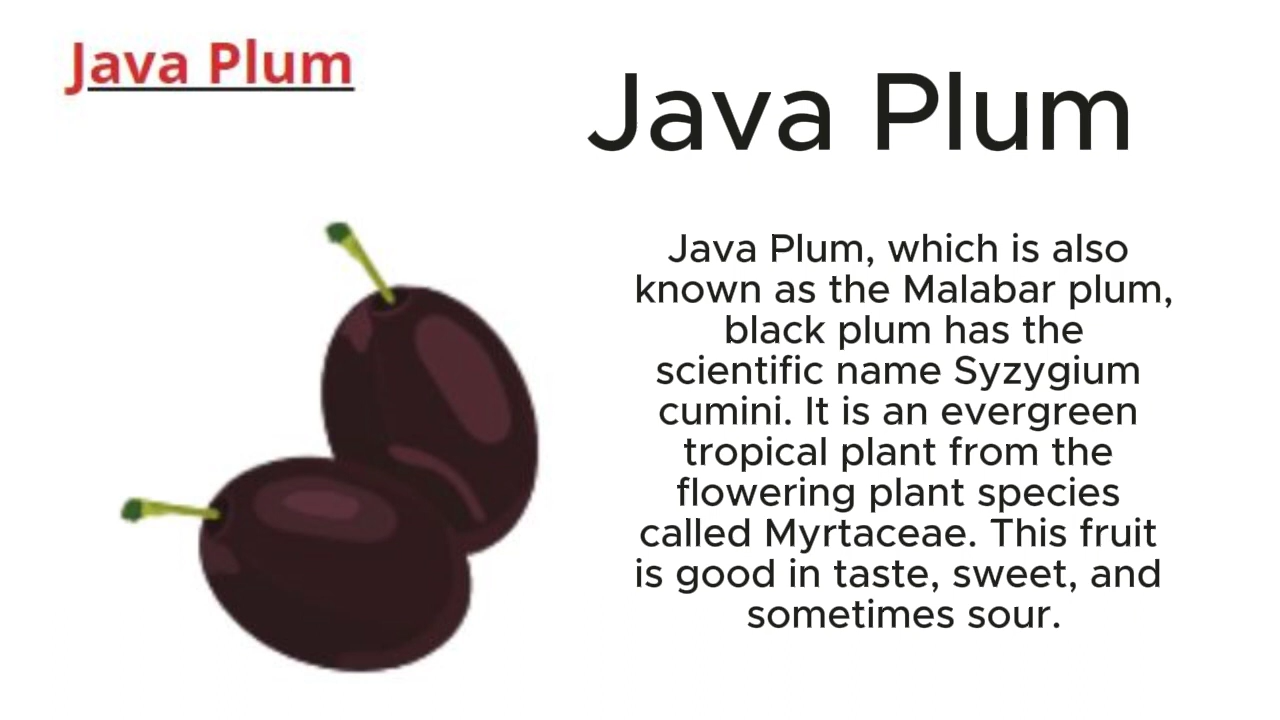 Java Plum
Java Plum
Java Plum, which is also
known as the Malabar plum,
black plum has the
scientific name Syzygium
cumini. It is an evergreen
tropical plant from the
flowering plant species
called Myrtaceae. This fruit
is good in taste, sweet, and
sometimes sour.